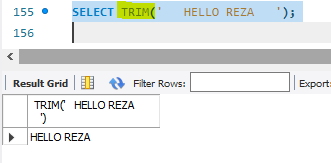 155 SELECT TRIM('   HELLO REZA   ');
156
Result Grid Filter Rows: Export:
TRIM('   HELLO REZA
')
HELLO REZA